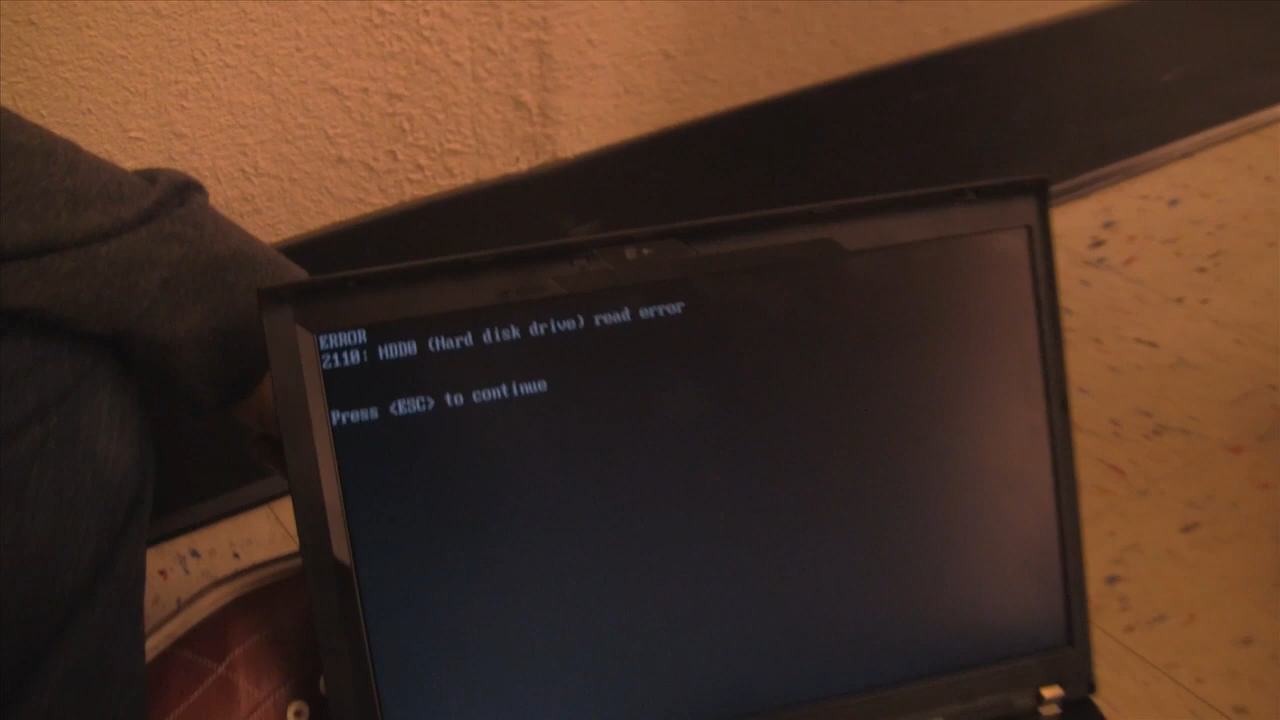 ERROR
2110: HDD0 (Hard disk drive) read error
Press <ESC> to continue